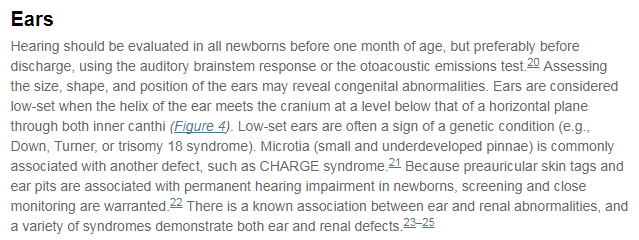 Ears
Hearing should be evaluated in all newborns before one month of age, but preferably before
discharge, using the auditory brainstem response or the otoacoustic emissions test.20 Assessing
the size, shape, and position of the ears may reveal congenital abnormalities. Ears are considered
low-set when the helix of the ear meets the cranium at a level below that of a horizontal plane
through both inner canthi (Figure 4). Low-set ears are often a sign of a genetic condition (e.g.,
Down, Turner, or trisomy 18 syndrome). Microtia (small and underdeveloped pinnae) is commonly
associated with another defect, such as CHARGE syndrome.21 Because preauricular skin tags and
ear pits are associated with permanent hearing impairment in newborns, screening and close
monitoring are warranted.22 There is a known association between ear and renal abnormalities, and
a variety of syndromes demonstrate both ear and renal defects.23–25